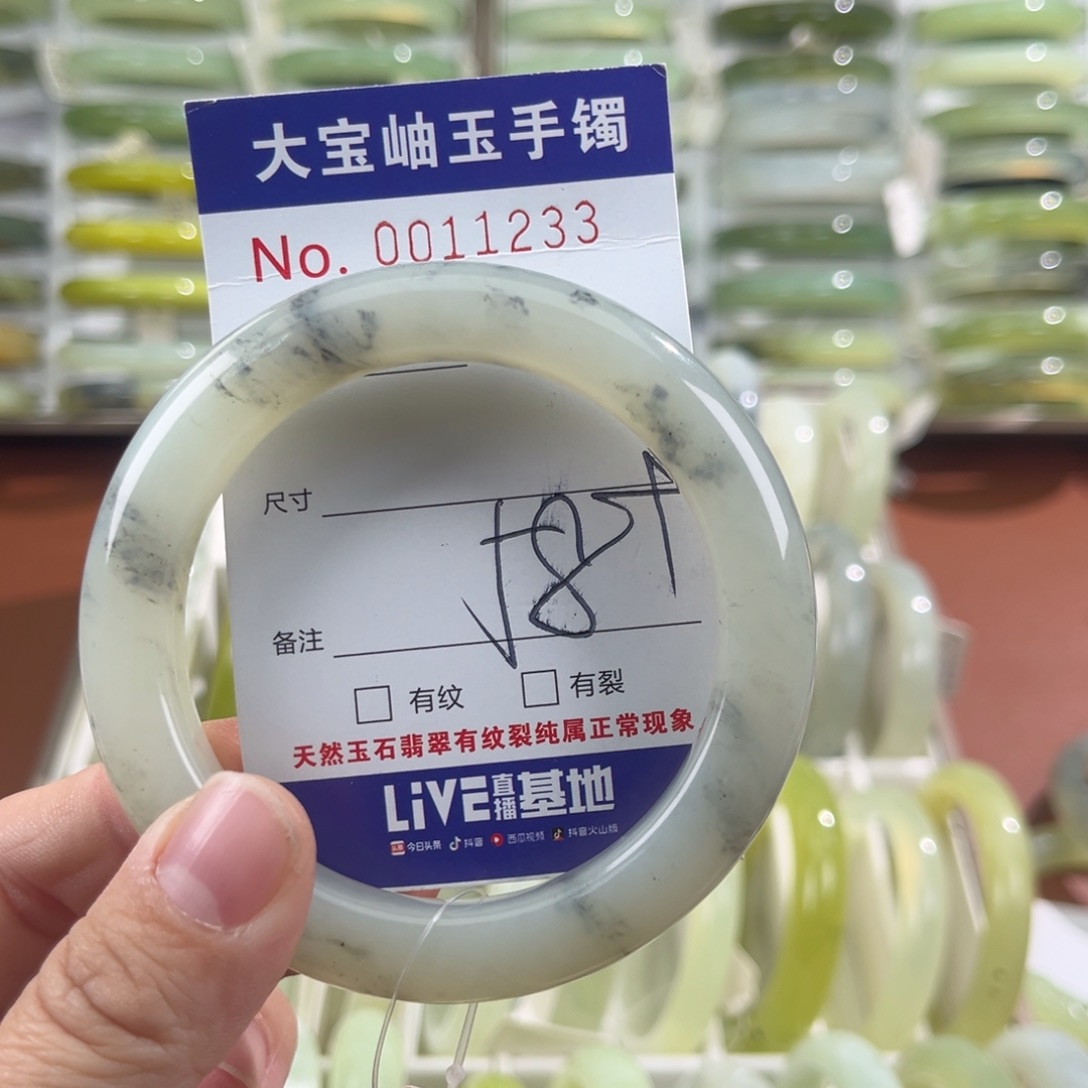 大宝岫玉手镯
No. 0011233
尺寸
备注
有纹 有裂
天然玉石翡翠有纹裂纯属正常现象
LiVE直播基地
头条 今日头条 抖音 西瓜视频 抖音火山版